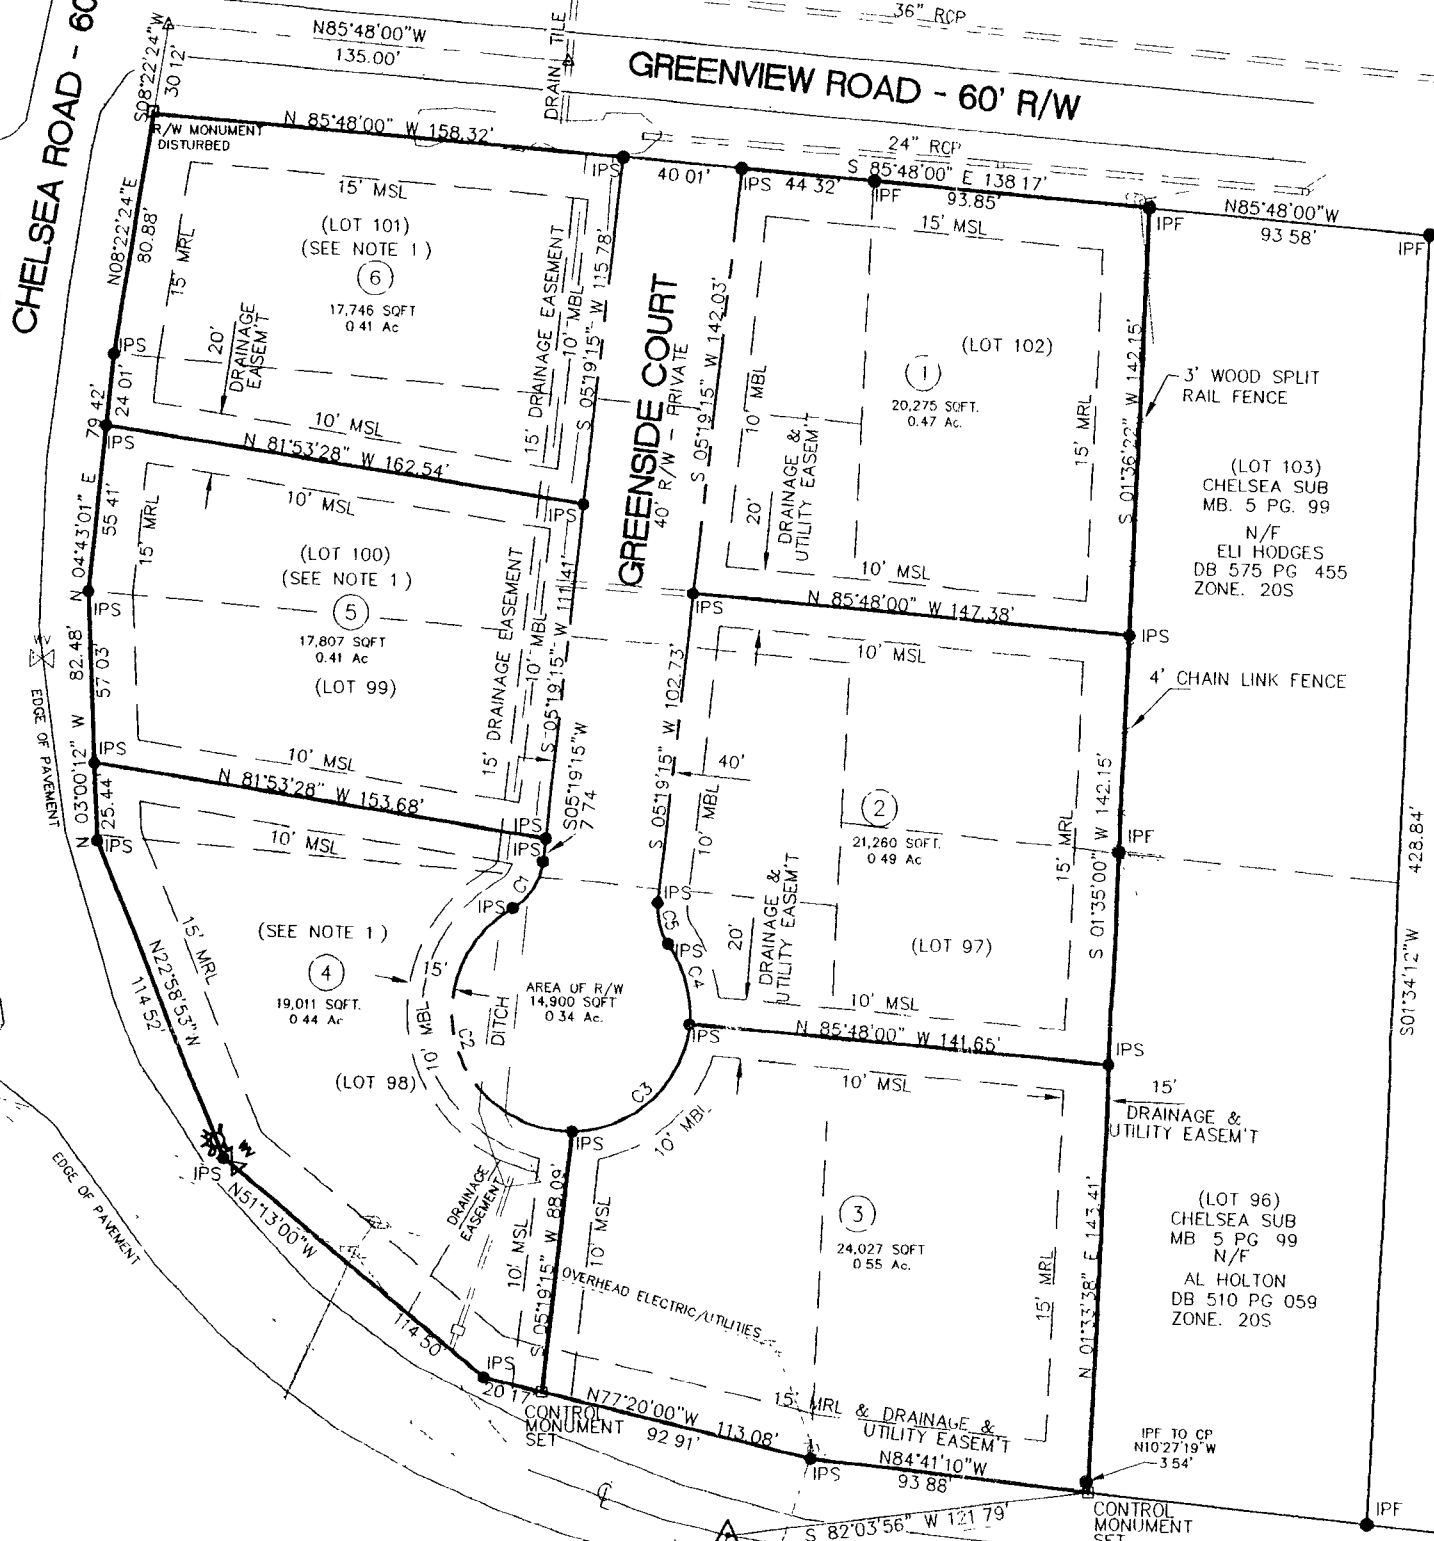 36" RCP
CHELSEA ROAD - 60
S08°22'24"W
30.12'
N85°48'00"W
135.00'
DRAIN TILE
GREENVIEW ROAD - 60' R/W
R/W MONUMENT
DISTURBED
N 85°48'00" W 158.32'
24" RCP
IPS
40 01'
IPS
44 32'
S 85°48'00" E 138 17'
IPF
93.85'
IPF
N85°48'00"W
93 58'
IPF
N08°22'24"E
80.88'
15' MRL
15' MSL
(LOT 101)
(SEE NOTE 1 )
6
17,746 SQFT
0 41 Ac
20'
DRAINAGE
EASEM'T
15' DRAINAGE EASEMENT
10' MBL
S 05°19'15" W 115 78'
IPS
24 01'
79 42'
IPS
10' MSL
N 81°53'28" W 162.54'
IPS
GREENSIDE COURT
40' R/W - PRIVATE
S 05°19'15" W 142.03'
15' MSL
(LOT 102)
1
20,275 SQFT.
0.47 Ac.
10' MBL
20'
DRAINAGE &
UTILITY EASEM'T
15' MRL
S 01°36'22" W 142.15'
10' MSL
3' WOOD SPLIT
RAIL FENCE
(LOT 103)
CHELSEA SUB
MB. 5 PG. 99
N/F
ELI HODGES
DB 575 PG 455
ZONE. 20S
IPS
N 85°48'00" W 147.38'
IPS
N 04°43'01" E
55 41'
15' MRL
10' MSL
(LOT 100)
(SEE NOTE 1 )
5
17,807 SQFT
0.41 Ac
(LOT 99)
15' DRAINAGE EASEMENT
10' MBL
S 05°19'15" W 111 41'
IPS
57 03'
82.48'
N 03°00'12" W
IPS
10' MSL
N 81°53'28" W 153.68'
IPS
IPS
S05°19'15"W
7 74
25.44'
IPS
EDGE OF PAVEMENT
10' MSL
4' CHAIN LINK FENCE
S 05°19'15" W 102.73'
40'
10' MBL
2
21,260 SQFT.
0 49 Ac
15' MRL
S 01°35'00" W 142.15'
IPF
428.84'
S01°34'12"W
10' MSL
(SEE NOTE 1 )
4
19,011 SQFT.
0 44 Ac
15' MRL
N22°58'53"W
114 52'
C1
IPS
15'
10' MBL
C2
DITCH
AREA OF R/W
14,900 SQFT
0.34 Ac.
IPS
C5
IPS
C4
20'
DRAINAGE &
UTILITY EASEM'T
(LOT 97)
10' MSL
IPS
N 85°48'00" W 141.65'
IPS
(LOT 98)
C3
10' MBL
10' MSL
15'
DRAINAGE &
UTILITY EASEM'T
IPS
IPS
N51°13'00"W
114 50'
EDGE OF PAVEMENT
DRAINAGE
EASEMENT
10' MSL
S 05°19'15" W 88.09'
10' MSL
OVERHEAD ELECTRIC/UTILITIES
3
24,027 SQFT
0 55 Ac.
15' MRL
N 01°33'38" E 143.41'
(LOT 96)
CHELSEA SUB
MB 5 PG 99
N/F
AL HOLTON
DB 510 PG 059
ZONE. 20S
IPS
20 17
CONTROL
MONUMENT
SET
N77°20'00"W 113.08'
92 91'
15' MRL & DRAINAGE &
UTILITY EASEM'T
IPS
N84°41'10"W
93 88'
IPF TO CP
N10°27'19"W
3 54'
S 82°03'56" W 121 79'
CONTROL
MONUMENT
SET
IPF